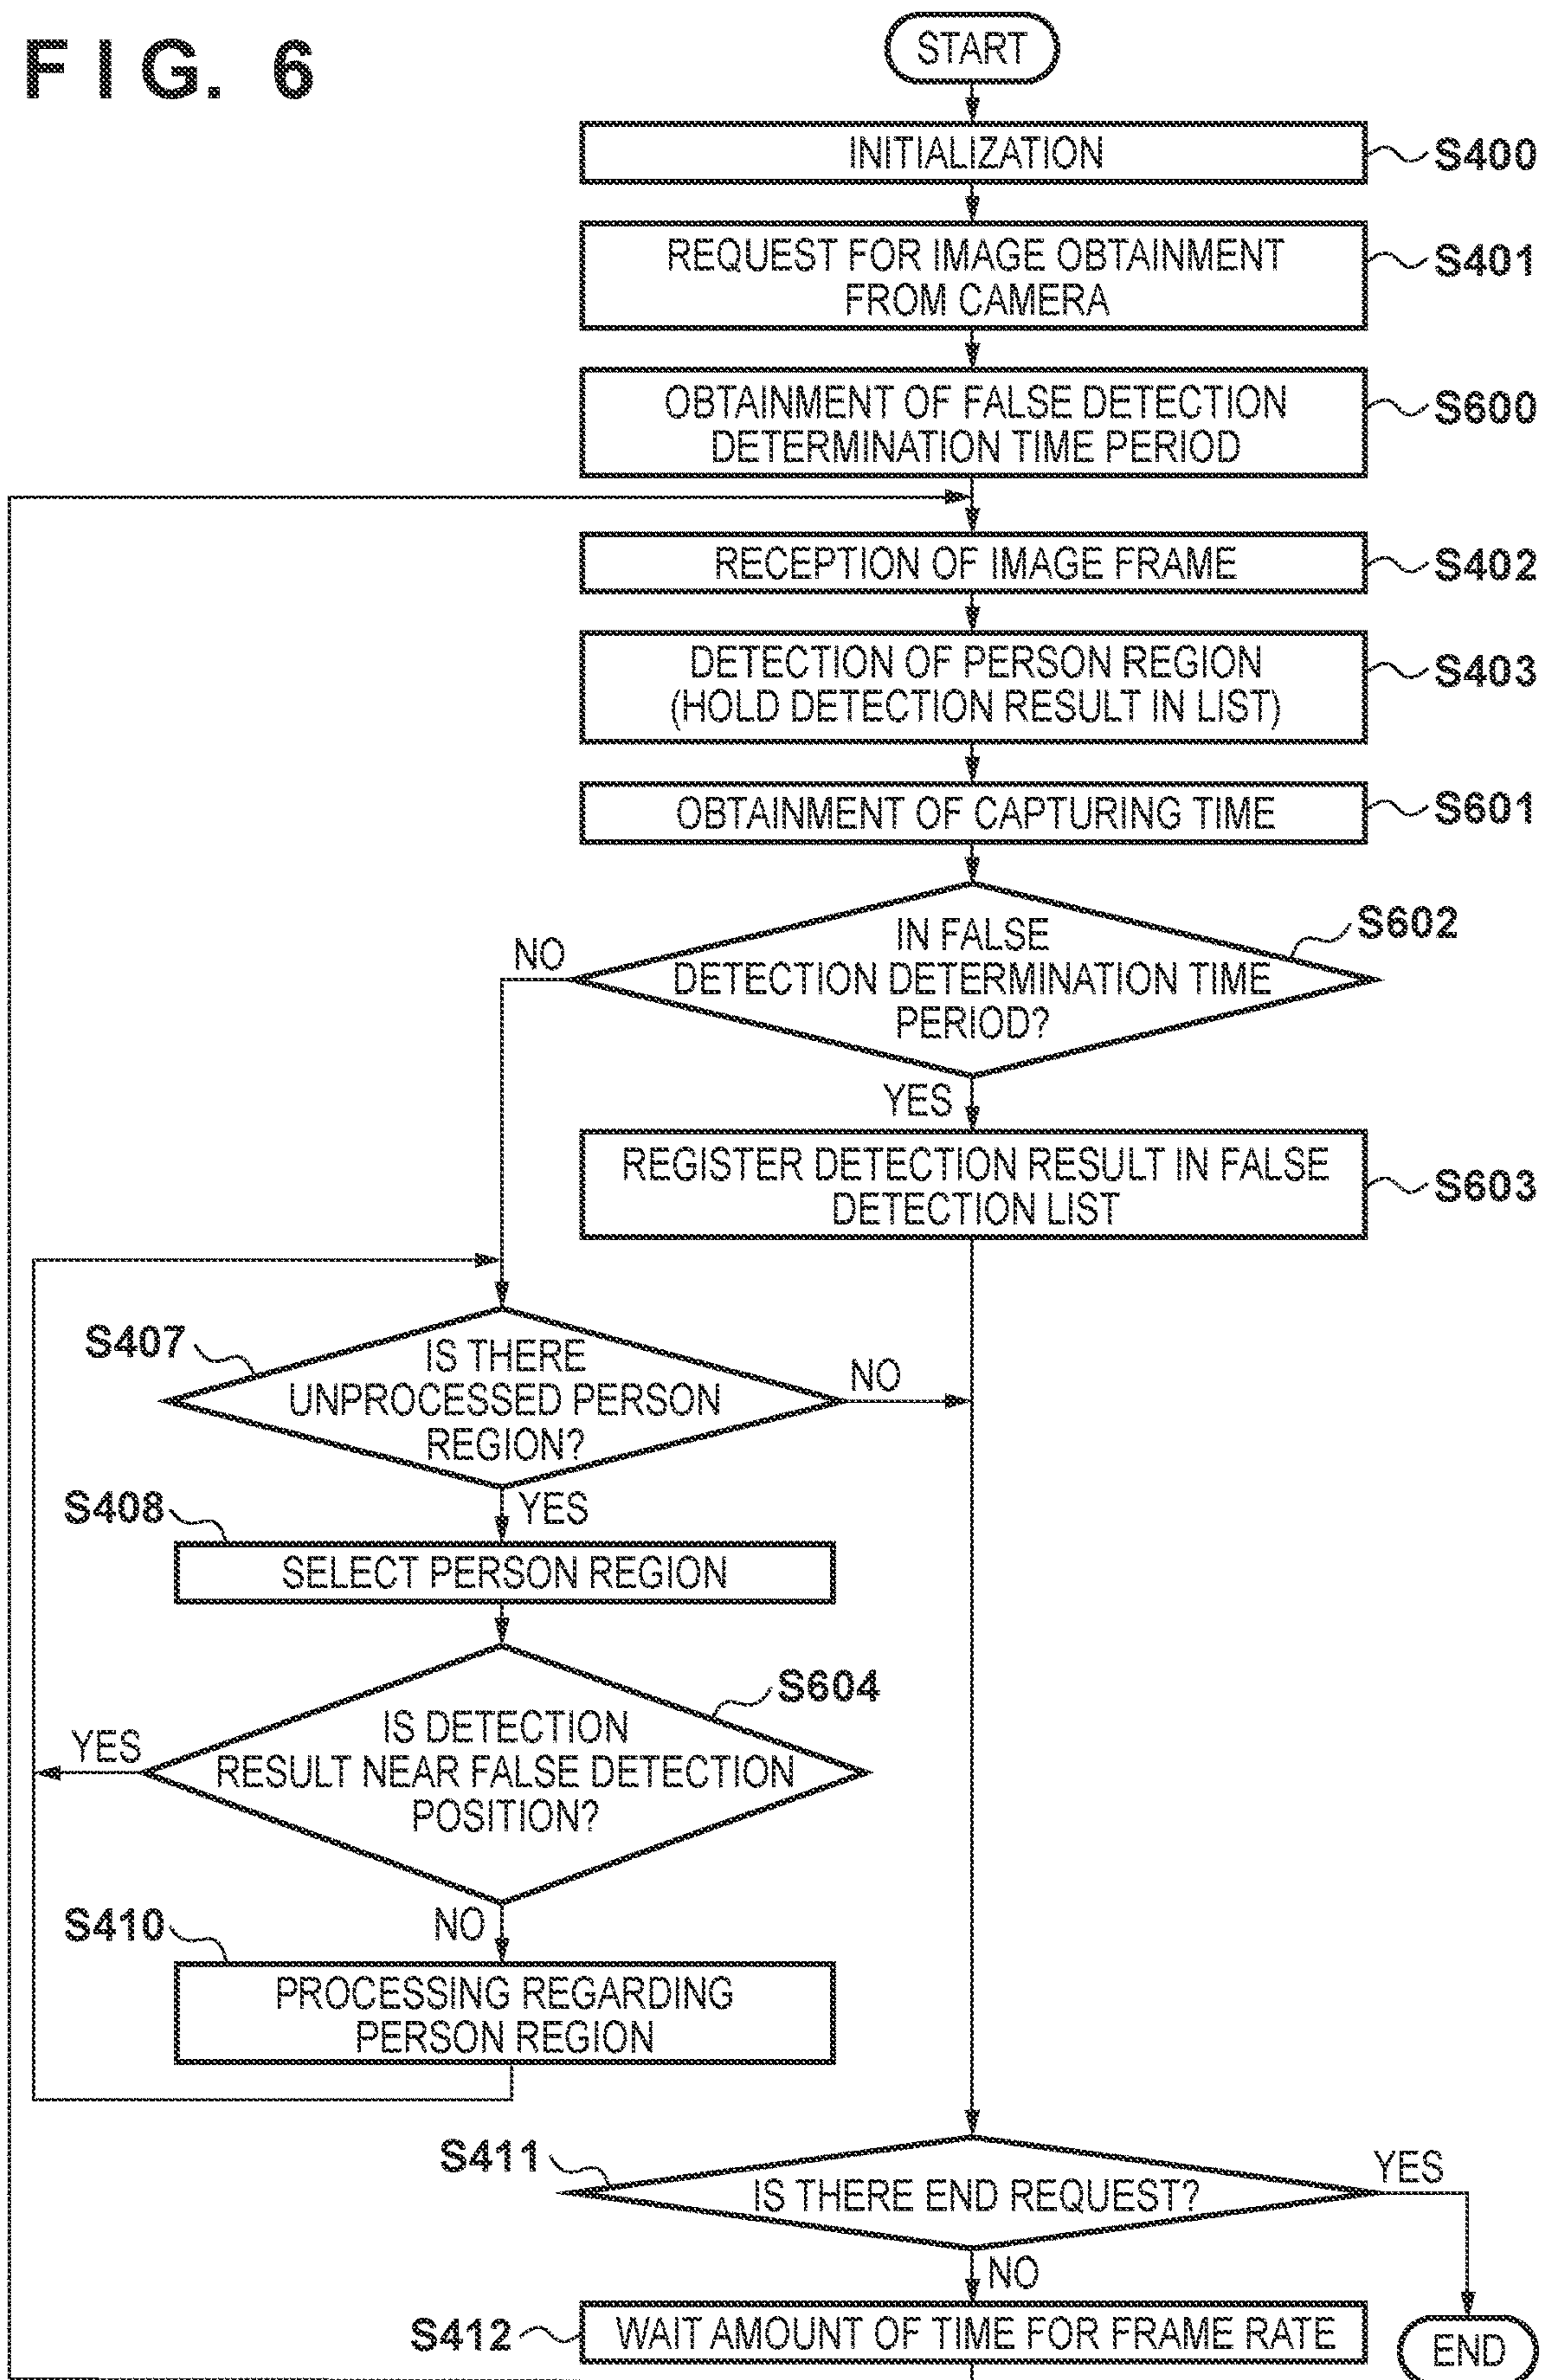 FIG. 6
START
INITIALIZATION
S400
REQUEST FOR IMAGE OBTAINMENT
FROM CAMERA
S401
OBTAINMENT OF FALSE DETECTION
DETERMINATION TIME PERIOD
S600
RECEPTION OF IMAGE FRAME
S402
DETECTION OF PERSON REGION
(HOLD DETECTION RESULT IN LIST)
S403
OBTAINMENT OF CAPTURING TIME
S601
IN FALSE
DETECTION DETERMINATION TIME
PERIOD?
S602
NO
YES
REGISTER DETECTION RESULT IN FALSE
DETECTION LIST
S603
S407
IS THERE
UNPROCESSED PERSON
REGION?
NO
YES
S408
SELECT PERSON REGION
S604
IS DETECTION
RESULT NEAR FALSE DETECTION
POSITION?
YES
NO
S410
PROCESSING REGARDING
PERSON REGION
S411
IS THERE END REQUEST?
YES
NO
S412
WAIT AMOUNT OF TIME FOR FRAME RATE
END